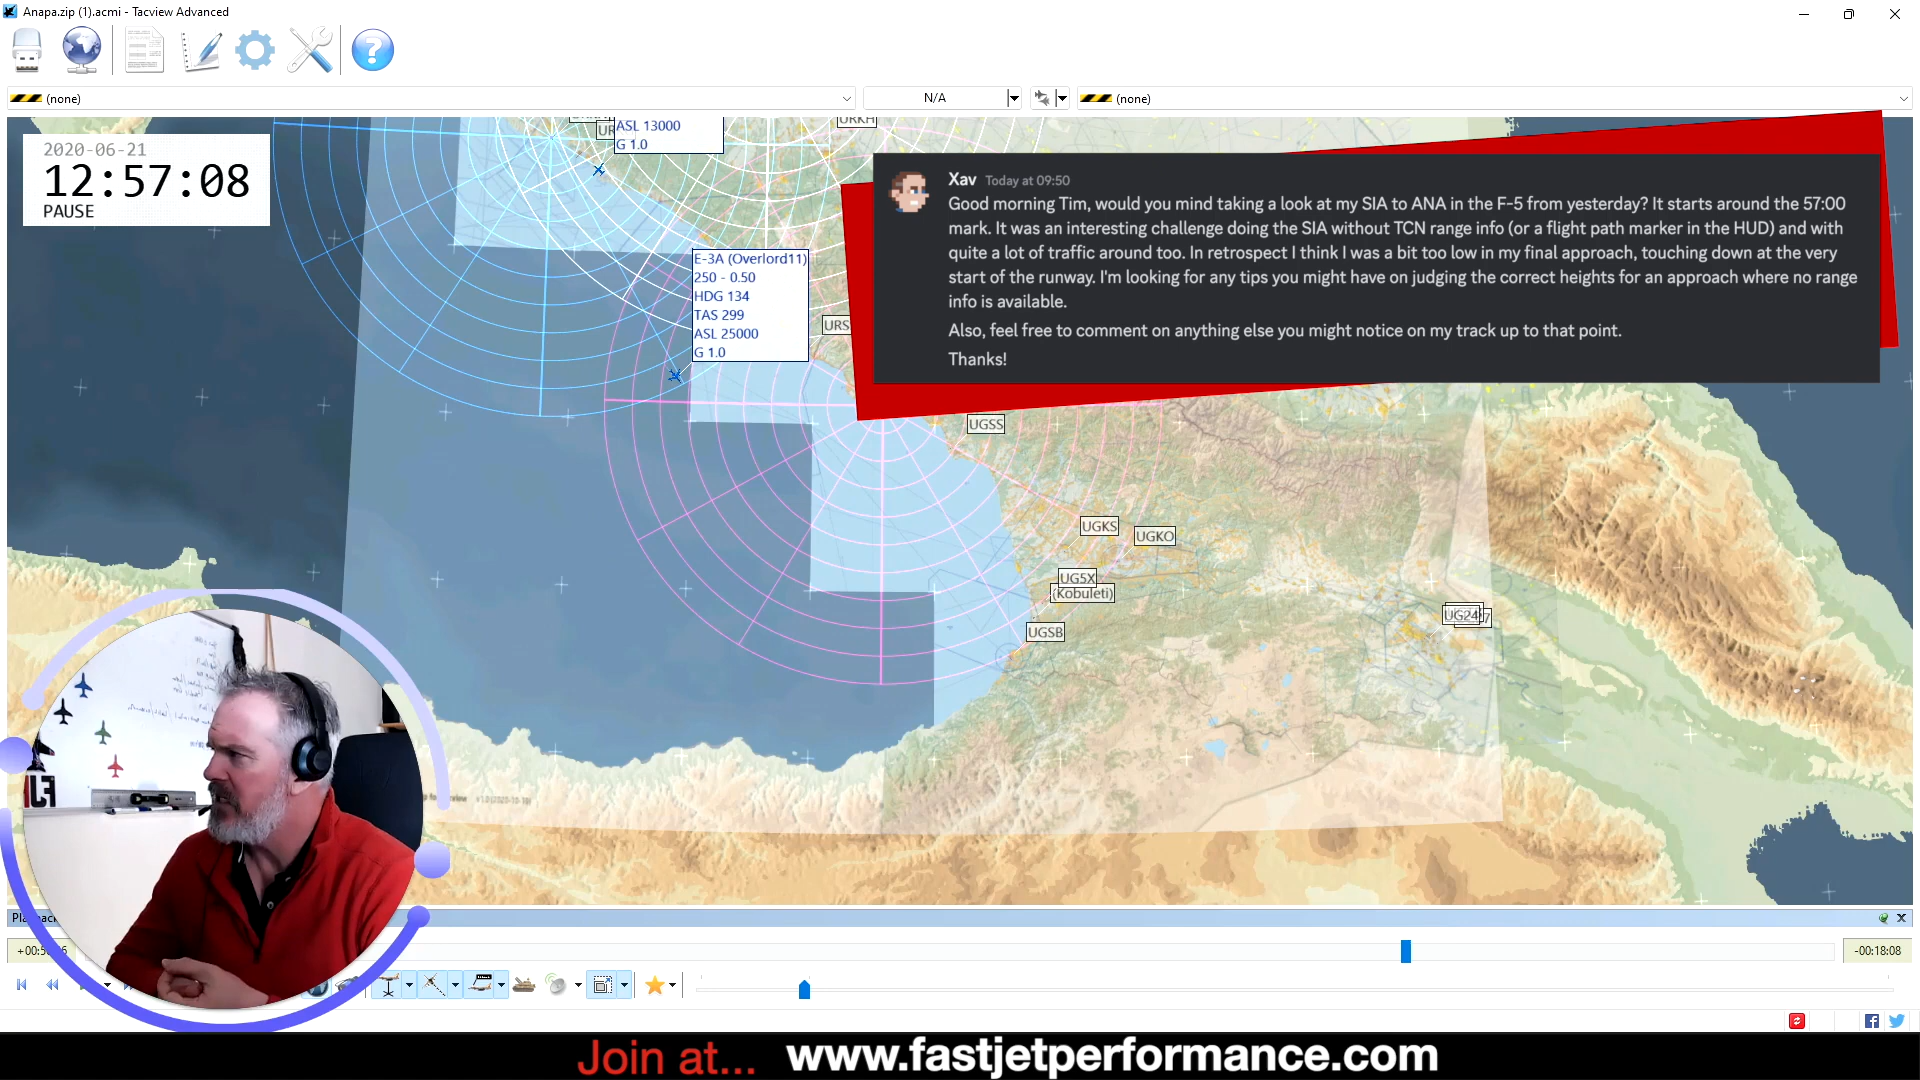 Anapa.zip (1).acmi - Tacview Advanced
(none)
N/A
(none)
2020-06-21
12:57:08
PAUSE
ASL 13000
G 1.0
URKH
E-3A (Overlord11)
250 - 0.50
HDG 134
TAS 299
ASL 25000
G 1.0
URS
Xav Today at 09:50
Good morning Tim, would you mind taking a look at my SIA to ANA in the F-5 from yesterday? It starts around the 57:00
mark. It was an interesting challenge doing the SIA without TCN range info (or a flight path marker in the HUD) and with
quite a lot of traffic around too. In retrospect I think I was a bit too low in my final approach, touching down at the very
start of the runway. I'm looking for any tips you might have on judging the correct heights for an approach where no range
info is available.
Also, feel free to comment on anything else you might notice on my track up to that point.
Thanks!
UGSS
UGKS
UGKO
UG5X
(Kobuleti)
UGSB
UG24
-00:18:08
Join at... www.fastjetperformance.com